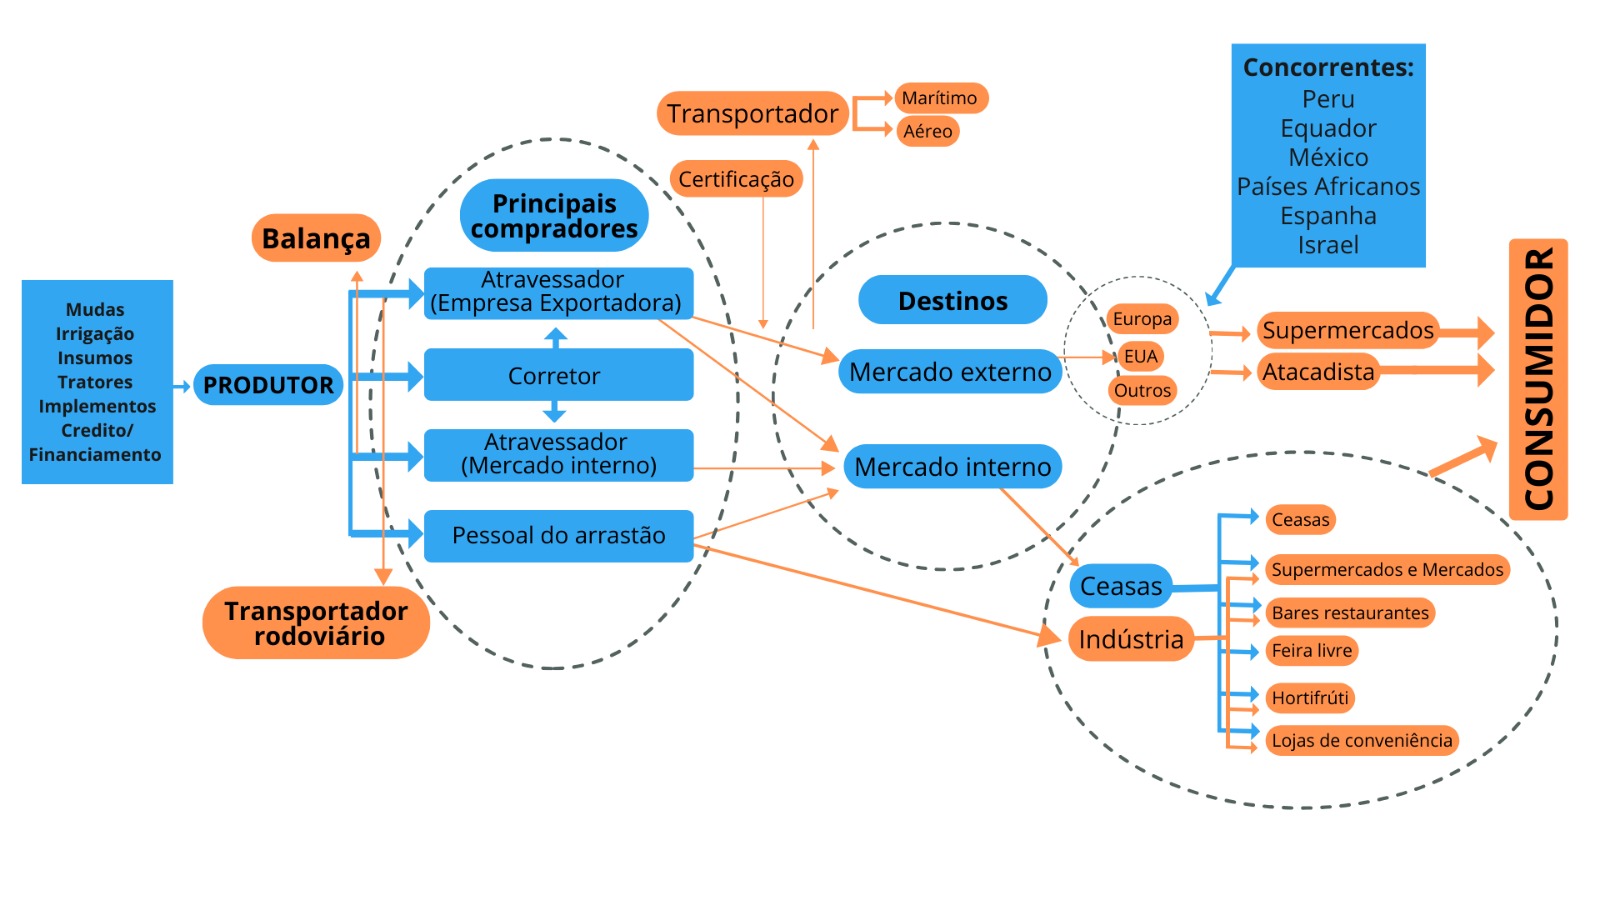 Mudas
Irrigação
Insumos
Tratores
Implementos
Credito/
Financiamento
PRODUTOR
Balança
Transportador
rodoviário
Principais
compradores
Atravessador
(Empresa Exportadora)
Corretor
Atravessador
(Mercado interno)
Pessoal do arrastão
Transportador
Marítimo
Aéreo
Certificação
Destinos
Mercado externo
Mercado interno
Europa
EUA
Outros
Concorrentes:
Peru
Equador
México
Países Africanos
Espanha
Israel
Supermercados
Atacadista
CONSUMIDOR
Ceasas
Indústria
Ceasas
Supermercados e Mercados
Bares restaurantes
Feira livre
Hortifrúti
Lojas de conveniência